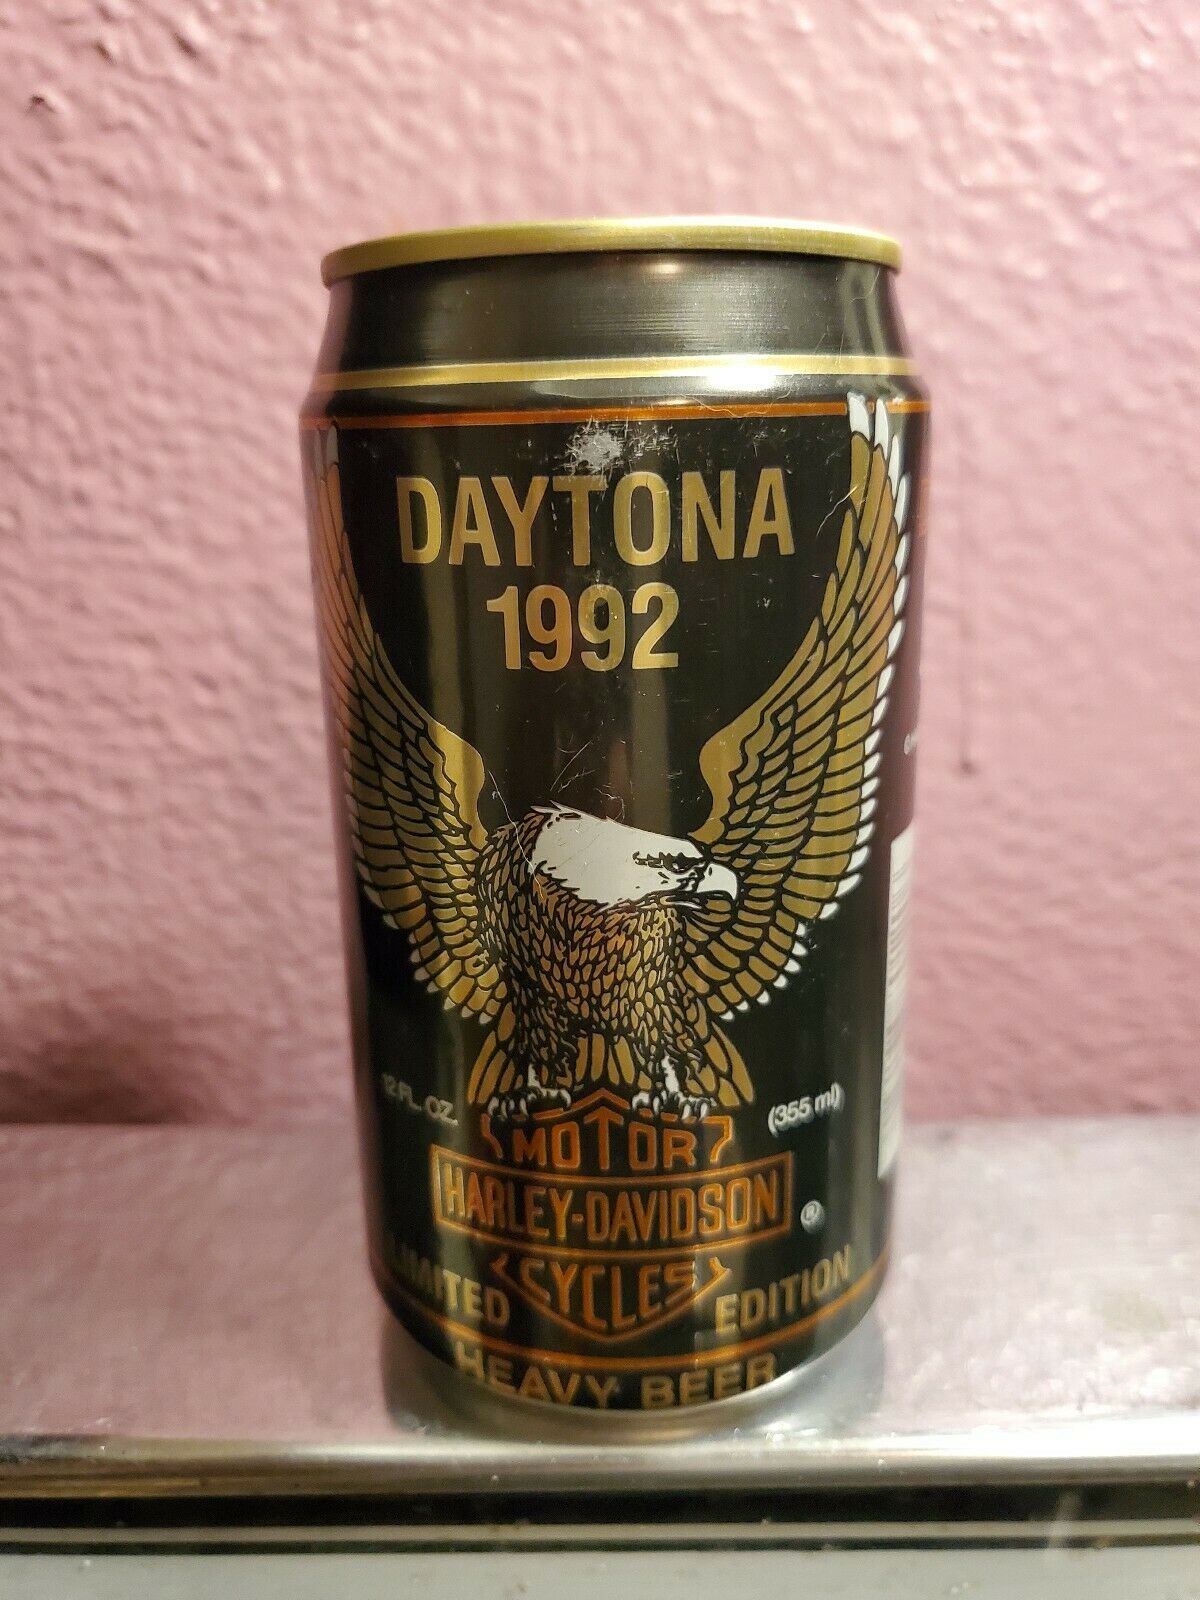 DAYTONA
1992
12 FL. OZ.
(355 ml)
MOTOR
HARLEY-DAVIDSON ®
CYCLES
LIMITED EDITION
HEAVY BEER